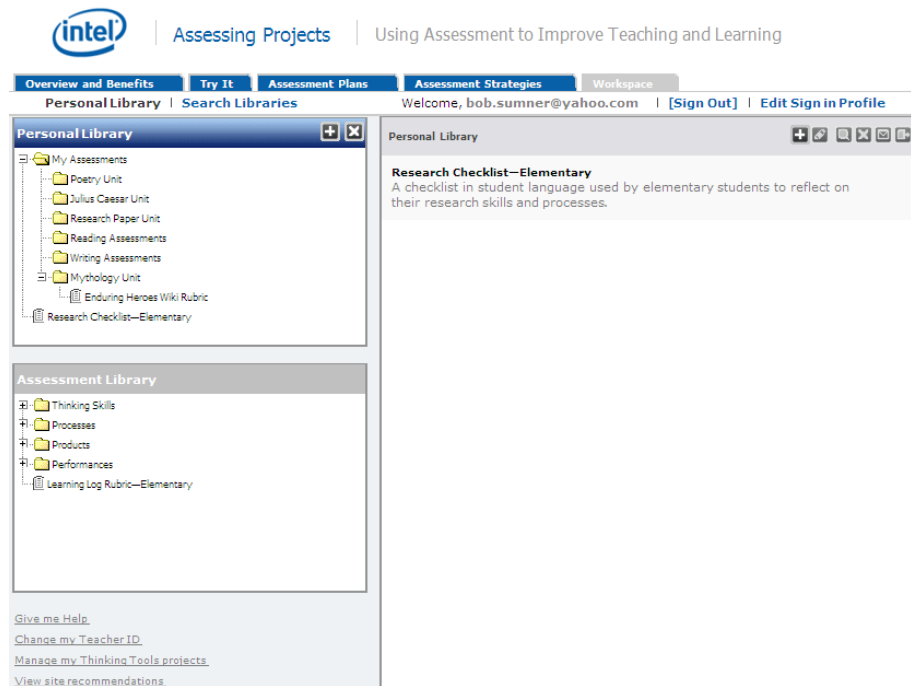 intel
Assessing Projects
Using Assessment to Improve Teaching and Learning
Overview and Benefits
Try It
Assessment Plans
Assessment Strategies
Workspace
Personal Library | Search Libraries
Welcome, bob.sumner@yahoo.com | [Sign Out] | Edit Sign in Profile
Personal Library
My Assessments
Poetry Unit
Julius Caesar Unit
Research Paper Unit
Reading Assessments
Writing Assessments
Mythology Unit
Enduring Heroes Wiki Rubric
Research Checklist—Elementary
Assessment Library
Thinking Skills
Processes
Products
Performances
Learning Log Rubric—Elementary
Give me Help
Change my Teacher ID
Manage my Thinking Tools projects
View site recommendations
Personal Library
Research Checklist—Elementary
A checklist in student language used by elementary students to reflect on
their research skills and processes.